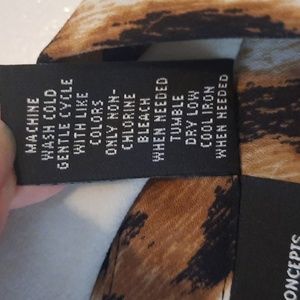 MACHINE
WASH COLD
GENTLE CYCLE
WITH LIKE
COLORS
ONLY NON-
CHLORINE
BLEACH
WHEN NEEDED
TUMBLE
DRY LOW
COOL IRON
WHEN NEEDED
ONCEPTS